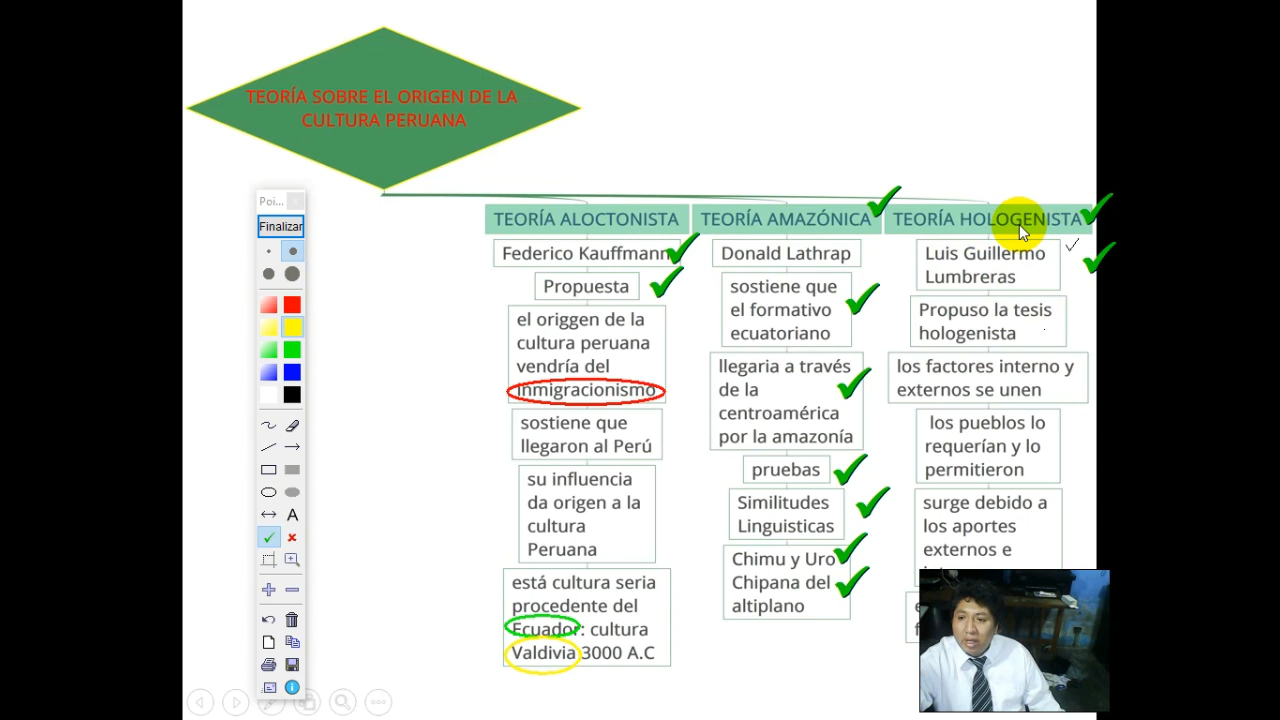 TEORÍA SOBRE EL ORIGEN DE LA
CULTURA PERUANA
Poi...
Finalizar
A
TEORÍA ALOCTONISTA
Federico Kauffmann
Propuesta
el origgen de la
cultura peruana
vendría del
inmigracionismo
sostiene que
llegaron al Perú
su influencia
da origen a la
cultura
Peruana
está cultura seria
procedente del
Ecuador: cultura
Valdivia 3000 A.C
TEORÍA AMAZÓNICA
Donald Lathrap
sostiene que
el formativo
ecuatoriano
llegaria a través
de la
centroamérica
por la amazonía
pruebas
Similitudes
Linguisticas
Chimu y Uro
Chipana del
altiplano
TEORÍA HOLOGENISTA
Luis Guillermo
Lumbreras
Propuso la tesis
hologenista
los factores interno y
externos se unen
los pueblos lo
requerían y lo
permitieron
surge debido a
los aportes
externos e